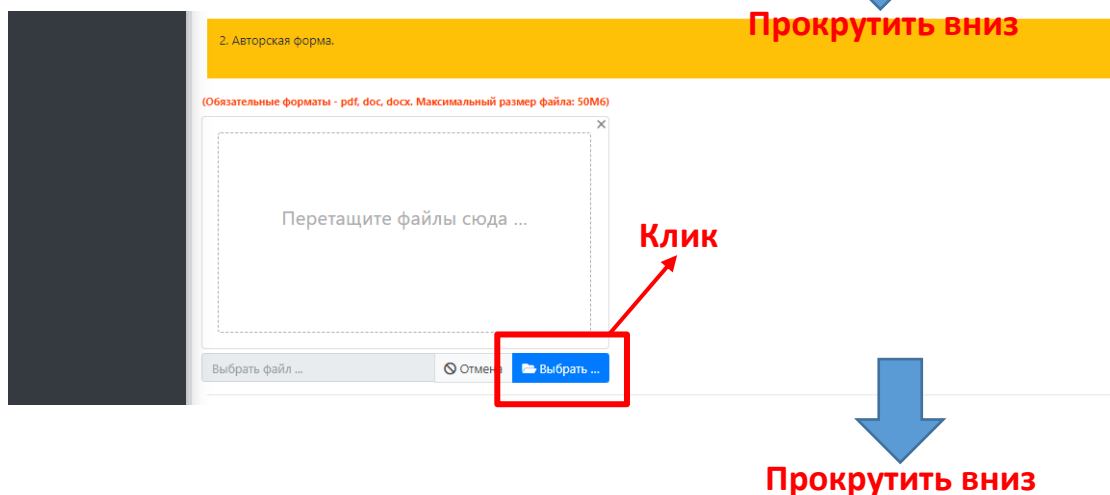 Прокрутить вниз
2. Авторская форма.
(Обязательные форматы - pdf, doc, docx. Максимальный размер файла: 50Мб)
×
Перетащите файлы сюда ...
Клик
Выбрать файл ...
Отмена
Выбрать ...
Прокрутить вниз